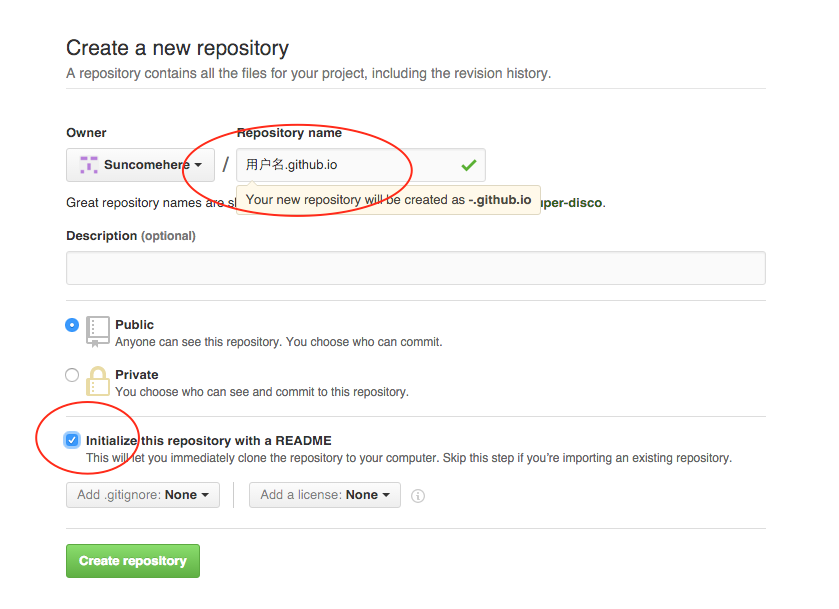 Create a new repository
A repository contains all the files for your project, including the revision history.
Owner
Repository name
Suncomehere / 用户名.github.io
Great repository names are
Your new repository will be created as -.github.io
Description (optional)
Public
Anyone can see this repository. You choose who can commit.
Private
You choose who can see and commit to this repository.
Initialize this repository with a README
This will let you immediately clone the repository to your computer. Skip this step if you're importing an existing repository.
Add .gitignore: None
Add a license: None
Create repository